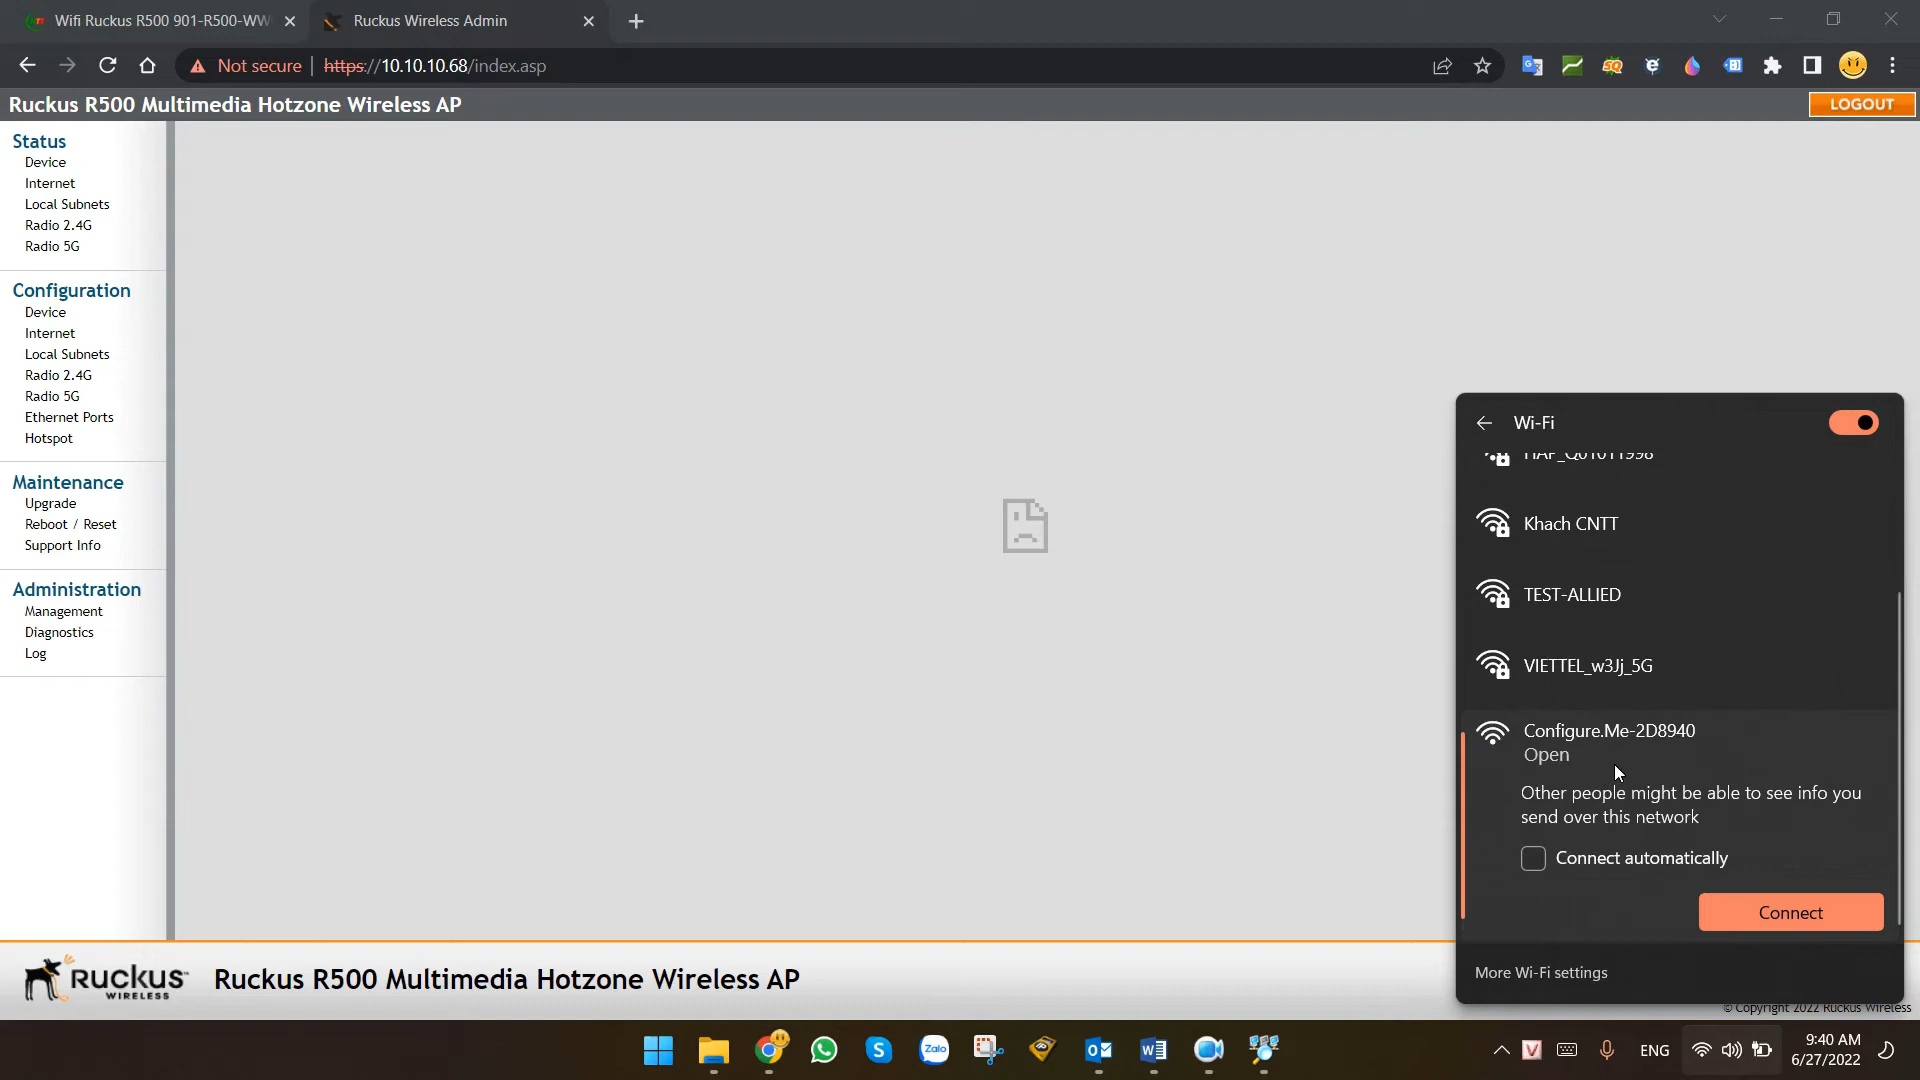 Wifi Ruckus R500 901-R500-WW
Ruckus Wireless Admin
Not secure | https://10.10.10.68/index.asp
Ruckus R500 Multimedia Hotzone Wireless AP
LOGOUT
Status
Device
Internet
Local Subnets
Radio 2.4G
Radio 5G
Configuration
Device
Internet
Local Subnets
Radio 2.4G
Radio 5G
Ethernet Ports
Hotspot
Maintenance
Upgrade
Reboot / Reset
Support Info
Administration
Management
Diagnostics
Log
Wi-Fi
Khach CNTT
TEST-ALLIED
VIETTEL_w3Jj_5G
Configure.Me-2D8940
Open
Other people might be able to see info you
send over this network
Connect automatically
Connect
More Wi-Fi settings
RUCKUS
WIRELESS
Ruckus R500 Multimedia Hotzone Wireless AP
© Copyright 2022 Ruckus Wireless
Zalo
ENG
9:40 AM
6/27/2022